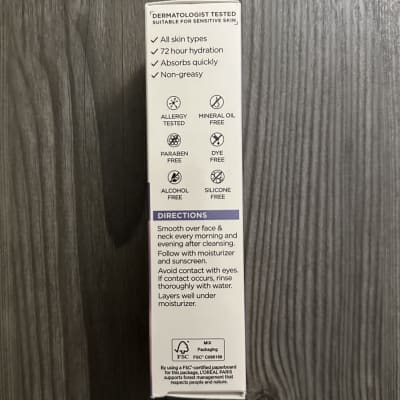 DERMATOLOGIST TESTED
SUITABLE FOR SENSITIVE SKIN
✓ All skin types
✓ 72 hour hydration
✓ Absorbs quickly
✓ Non-greasy
ALLERGY TESTED
MINERAL OIL FREE
PARABEN FREE
DYE FREE
ALCOHOL FREE
SILICONE FREE
DIRECTIONS
Smooth over face &
neck every morning and
evening after cleansing.
Follow with moisturizer
and sunscreen.
Avoid contact with eyes.
If contact occurs, rinse
thoroughly with water.
Layers well under
moisturizer.
FSC
MIX
Packaging
FSC®
By using a FSC®-certified paperboard
for this package, L'ORÉAL PARIS
supports forest management that
respects people and nature.